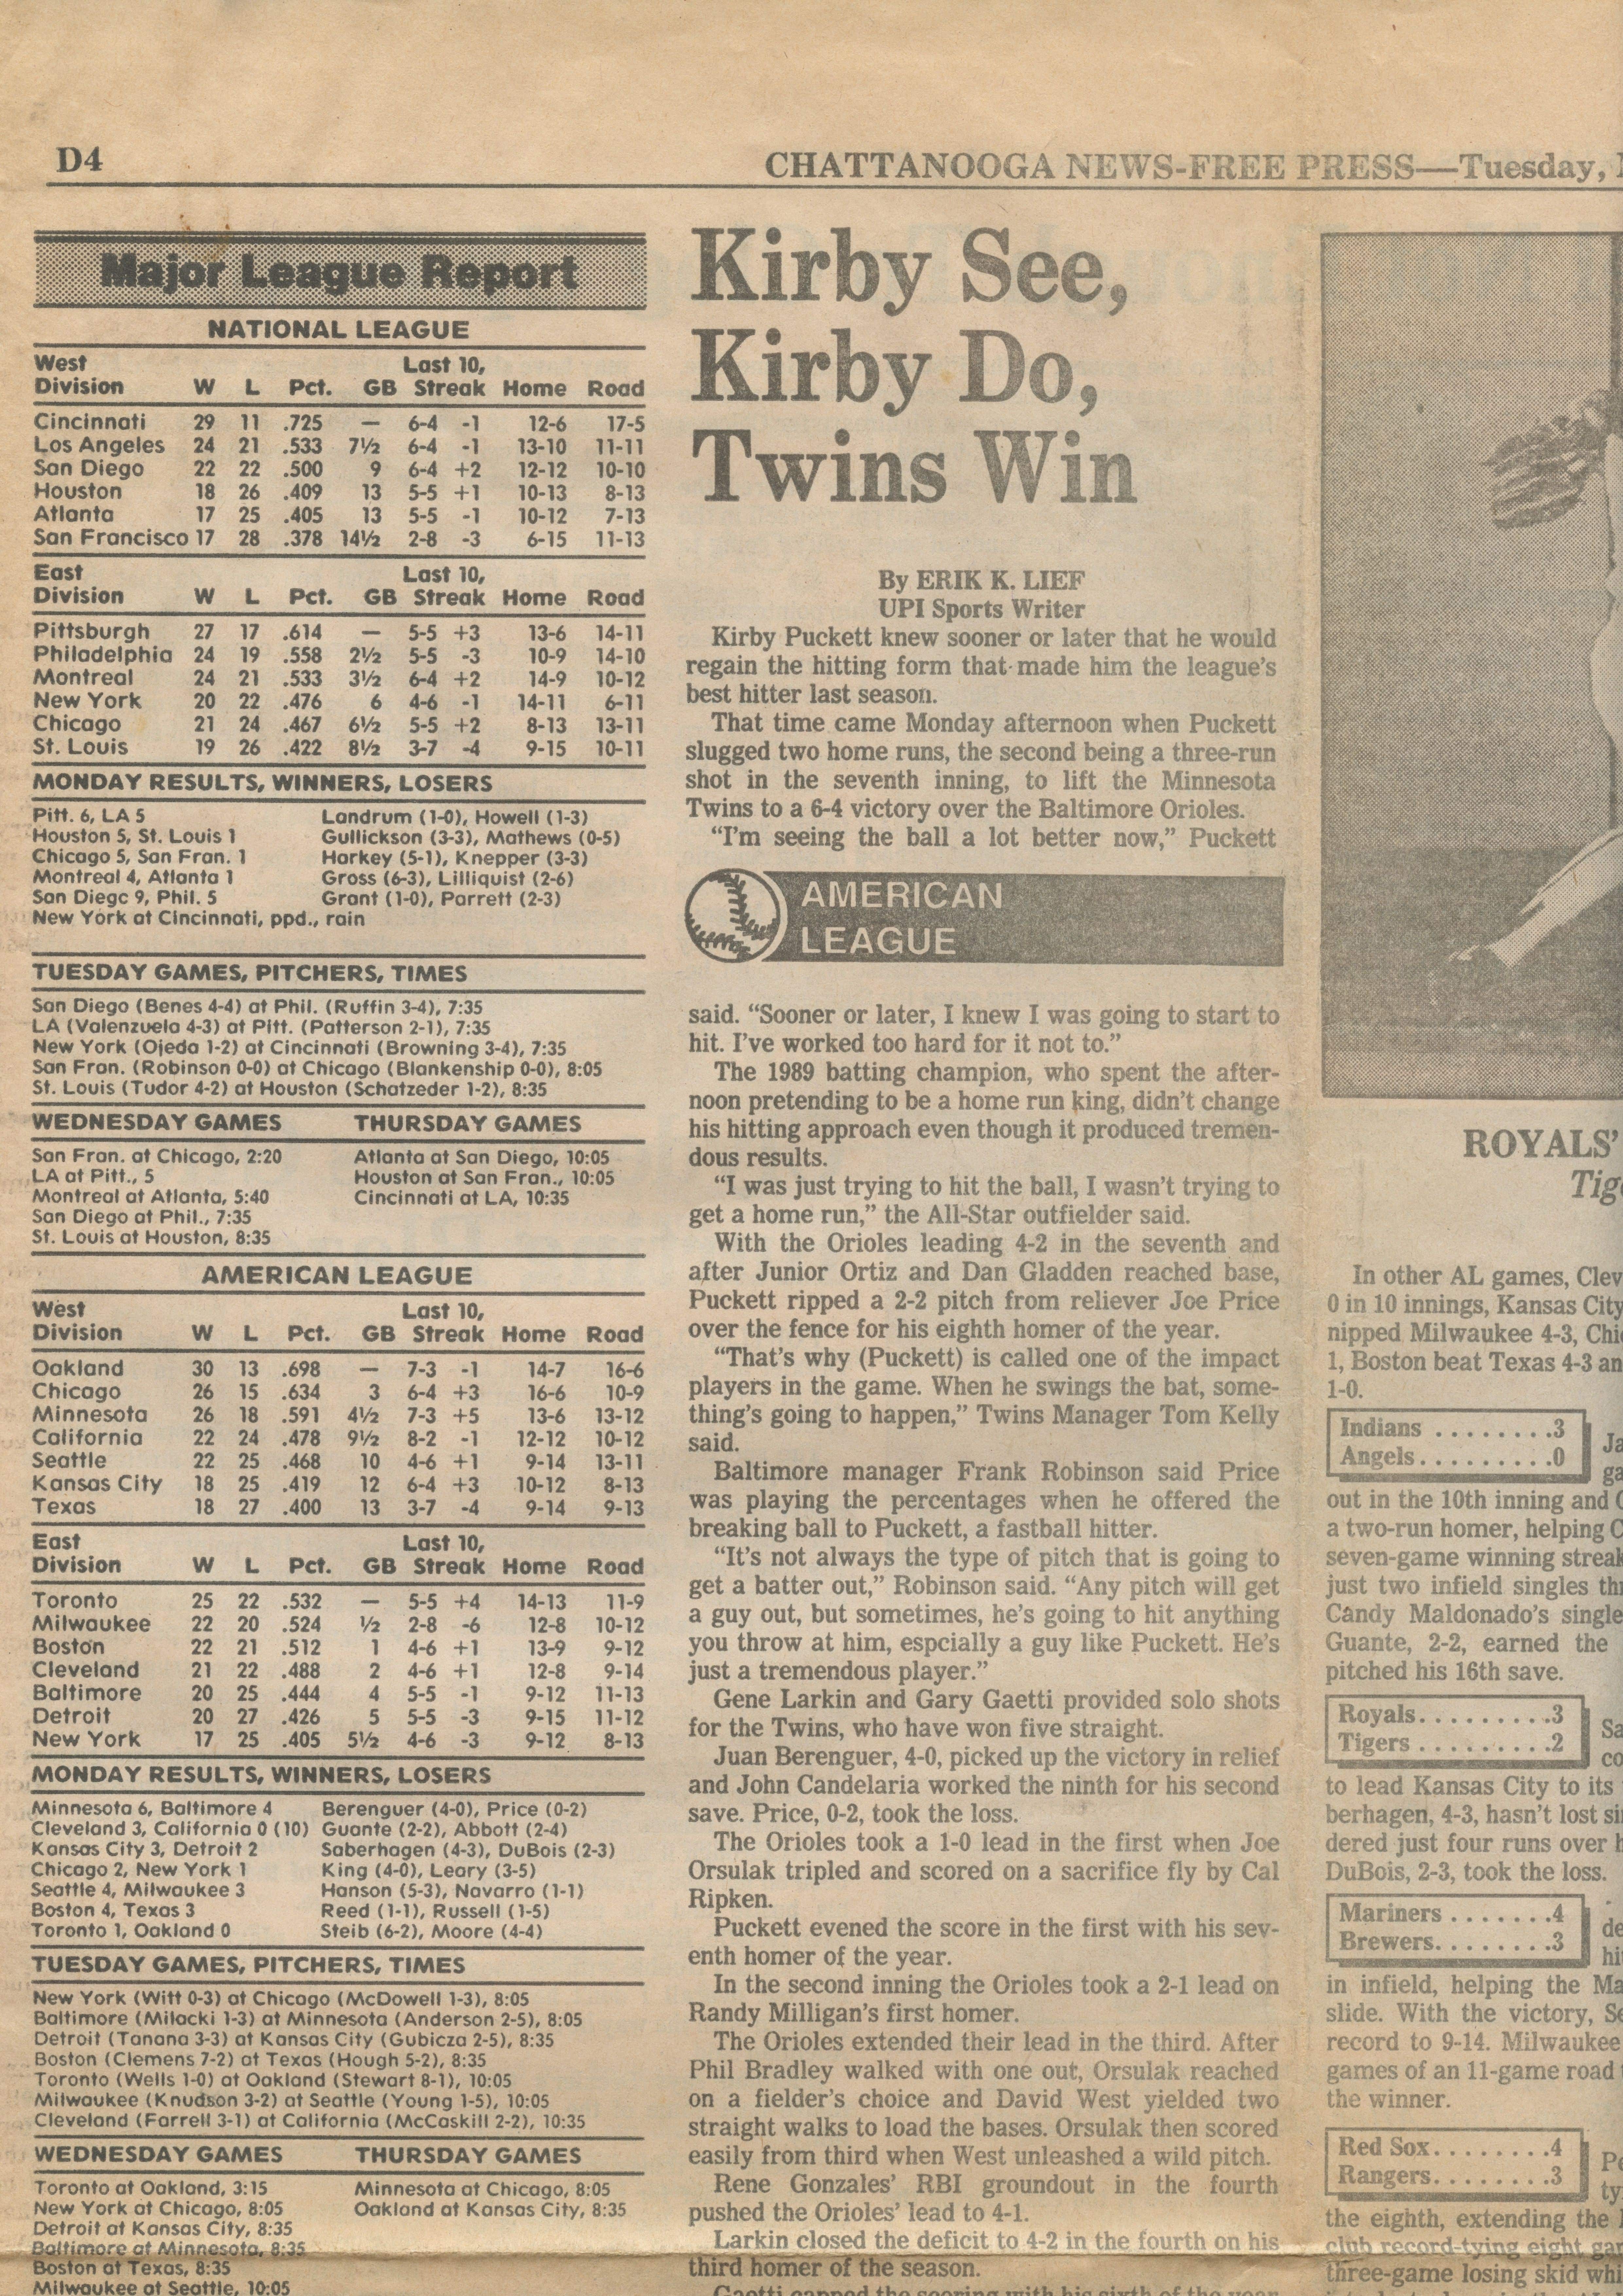 D4
CHATTANOOGA NEWS-FREE PRESS—Tuesday,
Major League Report
NATIONAL LEAGUE
West Last 10,
Division W L Pct. GB Streak Home Road
Cincinnati 29 11 .725 — 6-4 -1 12-6 17-5
Los Angeles 24 21 .533 7½ 6-4 -1 13-10 11-11
San Diego 22 22 .500 9 6-4 +2 12-12 10-10
Houston 18 26 .409 13 5-5 +1 10-13 8-13
Atlanta 17 25 .405 13 5-5 -1 10-12 7-13
San Francisco 17 28 .378 14½ 2-8 -3 6-15 11-13
East Last 10,
Division W L Pct. GB Streak Home Road
Pittsburgh 27 17 .614 — 5-5 +3 13-6 14-11
Philadelphia 24 19 .558 2½ 5-5 -3 10-9 14-10
Montreal 24 21 .533 3½ 6-4 +2 14-9 10-12
New York 20 22 .476 6 4-6 -1 14-11 6-11
Chicago 21 24 .467 6½ 5-5 +2 8-13 13-11
St. Louis 19 26 .422 8½ 3-7 -4 9-15 10-11
MONDAY RESULTS, WINNERS, LOSERS
Pitt. 6, LA 5 Landrum (1-0), Howell (1-3)
Houston 5, St. Louis 1 Gullickson (3-3), Mathews (0-5)
Chicago 5, San Fran. 1 Harkey (5-1), Knepper (3-3)
Montreal 4, Atlanta 1 Gross (6-3), Lilliquist (2-6)
San Diego 9, Phil. 5 Grant (1-0), Parrett (2-3)
New York at Cincinnati, ppd., rain
TUESDAY GAMES, PITCHERS, TIMES
San Diego (Benes 4-4) at Phil. (Ruffin 3-4), 7:35
LA (Valenzuela 4-3) at Pitt. (Patterson 2-1), 7:35
New York (Ojeda 1-2) at Cincinnati (Browning 3-4), 7:35
San Fran. (Robinson 0-0) at Chicago (Blankenship 0-0), 8:05
St. Louis (Tudor 4-2) at Houston (Schatzeder 1-2), 8:35
WEDNESDAY GAMES THURSDAY GAMES
San Fran. at Chicago, 2:20 Atlanta at San Diego, 10:05
LA at Pitt., 5 Houston at San Fran., 10:05
Montreal at Atlanta, 5:40 Cincinnati at LA, 10:35
San Diego at Phil., 7:35
St. Louis at Houston, 8:35
AMERICAN LEAGUE
West Last 10,
Division W L Pct. GB Streak Home Road
Oakland 30 13 .698 — 7-3 -1 14-7 16-6
Chicago 26 15 .634 3 6-4 +3 16-6 10-9
Minnesota 26 18 .591 4½ 7-3 +5 13-6 13-12
California 22 24 .478 9½ 8-2 -1 12-12 10-12
Seattle 22 25 .468 10 4-6 +1 9-14 13-11
Kansas City 18 25 .419 12 6-4 +3 10-12 8-13
Texas 18 27 .400 13 3-7 -4 9-14 9-13
East Last 10,
Division W L Pct. GB Streak Home Road
Toronto 25 22 .532 — 5-5 +4 14-13 11-9
Milwaukee 22 20 .524 ½ 2-8 -6 12-8 10-12
Boston 22 21 .512 1 4-6 +1 13-9 9-12
Cleveland 21 22 .488 2 4-6 +1 12-8 9-14
Baltimore 20 25 .444 4 5-5 -1 9-12 11-13
Detroit 20 27 .426 5 5-5 -3 9-15 11-12
New York 17 25 .405 5½ 4-6 -3 9-12 8-13
MONDAY RESULTS, WINNERS, LOSERS
Minnesota 6, Baltimore 4 Berenguer (4-0), Price (0-2)
Cleveland 3, California 0 (10) Guante (2-2), Abbott (2-4)
Kansas City 3, Detroit 2 Saberhagen (4-3), DuBois (2-3)
Chicago 2, New York 1 King (4-0), Leary (3-5)
Seattle 4, Milwaukee 3 Hanson (5-3), Navarro (1-1)
Boston 4, Texas 3 Reed (1-1), Russell (1-5)
Toronto 1, Oakland 0 Steib (6-2), Moore (4-4)
TUESDAY GAMES, PITCHERS, TIMES
New York (Witt 0-3) at Chicago (McDowell 1-3), 8:05
Baltimore (Milacki 1-3) at Minnesota (Anderson 2-5), 8:05
Detroit (Tanana 3-3) at Kansas City (Gubicza 2-5), 8:35
Boston (Clemens 7-2) at Texas (Hough 5-2), 8:35
Toronto (Wells 1-0) at Oakland (Stewart 8-1), 10:05
Milwaukee (Knudson 3-2) at Seattle (Young 1-5), 10:05
Cleveland (Farrell 3-1) at California (McCaskill 2-2), 10:35
WEDNESDAY GAMES THURSDAY GAMES
Toronto at Oakland, 3:15 Minnesota at Chicago, 8:05
New York at Chicago, 8:05 Oakland at Kansas City, 8:35
Detroit at Kansas City, 8:35
Baltimore at Minnesota, 8:35
Boston at Texas, 8:35
Milwaukee at Seattle, 10:05
Kirby See,
Kirby Do,
Twins Win
By ERIK K. LIEF
UPI Sports Writer
Kirby Puckett knew sooner or later that he would
regain the hitting form that made him the league's
best hitter last season.
That time came Monday afternoon when Puckett
slugged two home runs, the second being a three-run
shot in the seventh inning, to lift the Minnesota
Twins to a 6-4 victory over the Baltimore Orioles.
“I'm seeing the ball a lot better now,” Puckett
AMERICAN
LEAGUE
said. “Sooner or later, I knew I was going to start to
hit. I've worked too hard for it not to.”
The 1989 batting champion, who spent the after-
noon pretending to be a home run king, didn't change
his hitting approach even though it produced tremen-
dous results.
“I was just trying to hit the ball, I wasn't trying to
get a home run,” the All-Star outfielder said.
With the Orioles leading 4-2 in the seventh and
after Junior Ortiz and Dan Gladden reached base,
Puckett ripped a 2-2 pitch from reliever Joe Price
over the fence for his eighth homer of the year.
“That's why (Puckett) is called one of the impact
players in the game. When he swings the bat, some-
thing's going to happen,” Twins Manager Tom Kelly
said.
Baltimore manager Frank Robinson said Price
was playing the percentages when he offered the
breaking ball to Puckett, a fastball hitter.
“It's not always the type of pitch that is going to
get a batter out,” Robinson said. “Any pitch will get
a guy out, but sometimes, he's going to hit anything
you throw at him, espcially a guy like Puckett. He's
just a tremendous player.”
Gene Larkin and Gary Gaetti provided solo shots
for the Twins, who have won five straight.
Juan Berenguer, 4-0, picked up the victory in relief
and John Candelaria worked the ninth for his second
save. Price, 0-2, took the loss.
The Orioles took a 1-0 lead in the first when Joe
Orsulak tripled and scored on a sacrifice fly by Cal
Ripken.
Puckett evened the score in the first with his sev-
enth homer of the year.
In the second inning the Orioles took a 2-1 lead on
Randy Milligan's first homer.
The Orioles extended their lead in the third. After
Phil Bradley walked with one out, Orsulak reached
on a fielder's choice and David West yielded two
straight walks to load the bases. Orsulak then scored
easily from third when West unleashed a wild pitch.
Rene Gonzales' RBI groundout in the fourth
pushed the Orioles' lead to 4-1.
Larkin closed the deficit to 4-2 in the fourth on his
third homer of the season.
Gaetti capped the scoring with his sixth of the year
ROYALS'
Tig
In other AL games, Clev
0 in 10 innings, Kansas City
nipped Milwaukee 4-3, Chi
1, Boston beat Texas 4-3 an
1-0.
Indians ........3
Angels.........0
Ja
ga
out in the 10th inning and
a two-run homer, helping C
seven-game winning streak
just two infield singles th
Candy Maldonado's single
Guante, 2-2, earned the
pitched his 16th save.
Royals.........3
Tigers .........2
Sa
co
to lead Kansas City to its
berhagen, 4-3, hasn't lost si
dered just four runs over h
DuBois, 2-3, took the loss.
Mariners .......4
Brewers........3
de
hi
in infield, helping the Ma
slide. With the victory, Se
record to 9-14. Milwaukee
games of an 11-game road
the winner.
Red Sox........4
Rangers........3
Pe
ty
the eighth, extending the
club record-tying eight gam
three-game losing skid wh